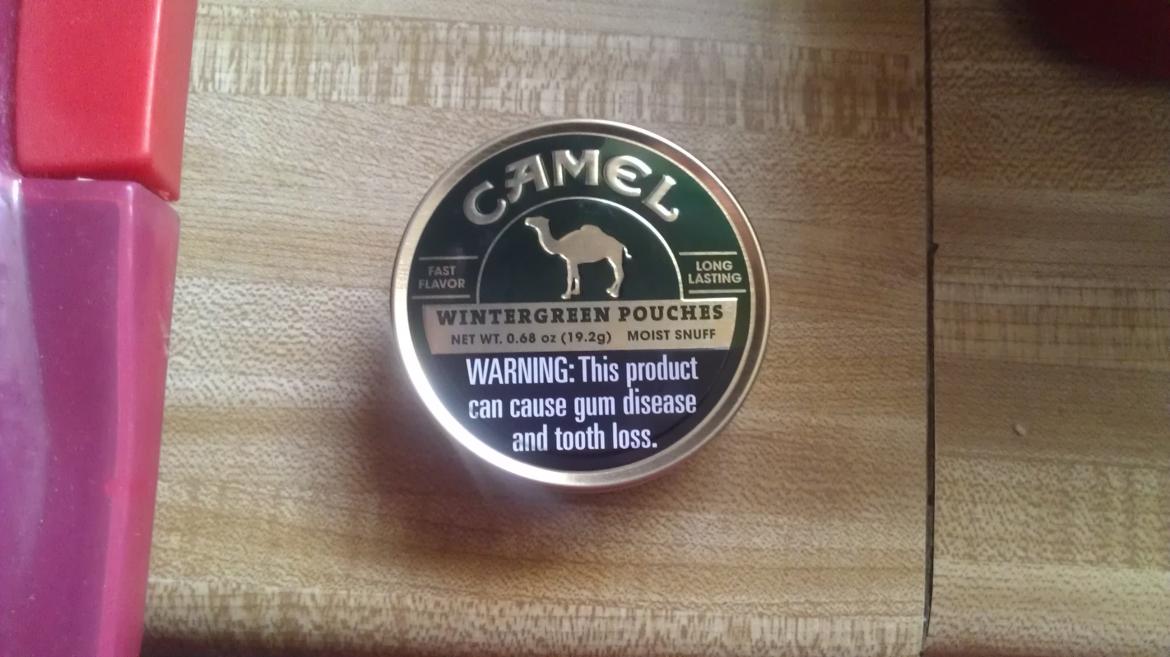 CAMEL
FAST
FLAVOR
LONG
LASTING
WINTERGREEN POUCHES
NET WT. 0.68 oz (19.2g) MOIST SNUFF
WARNING: This product
can cause gum disease
and tooth loss.